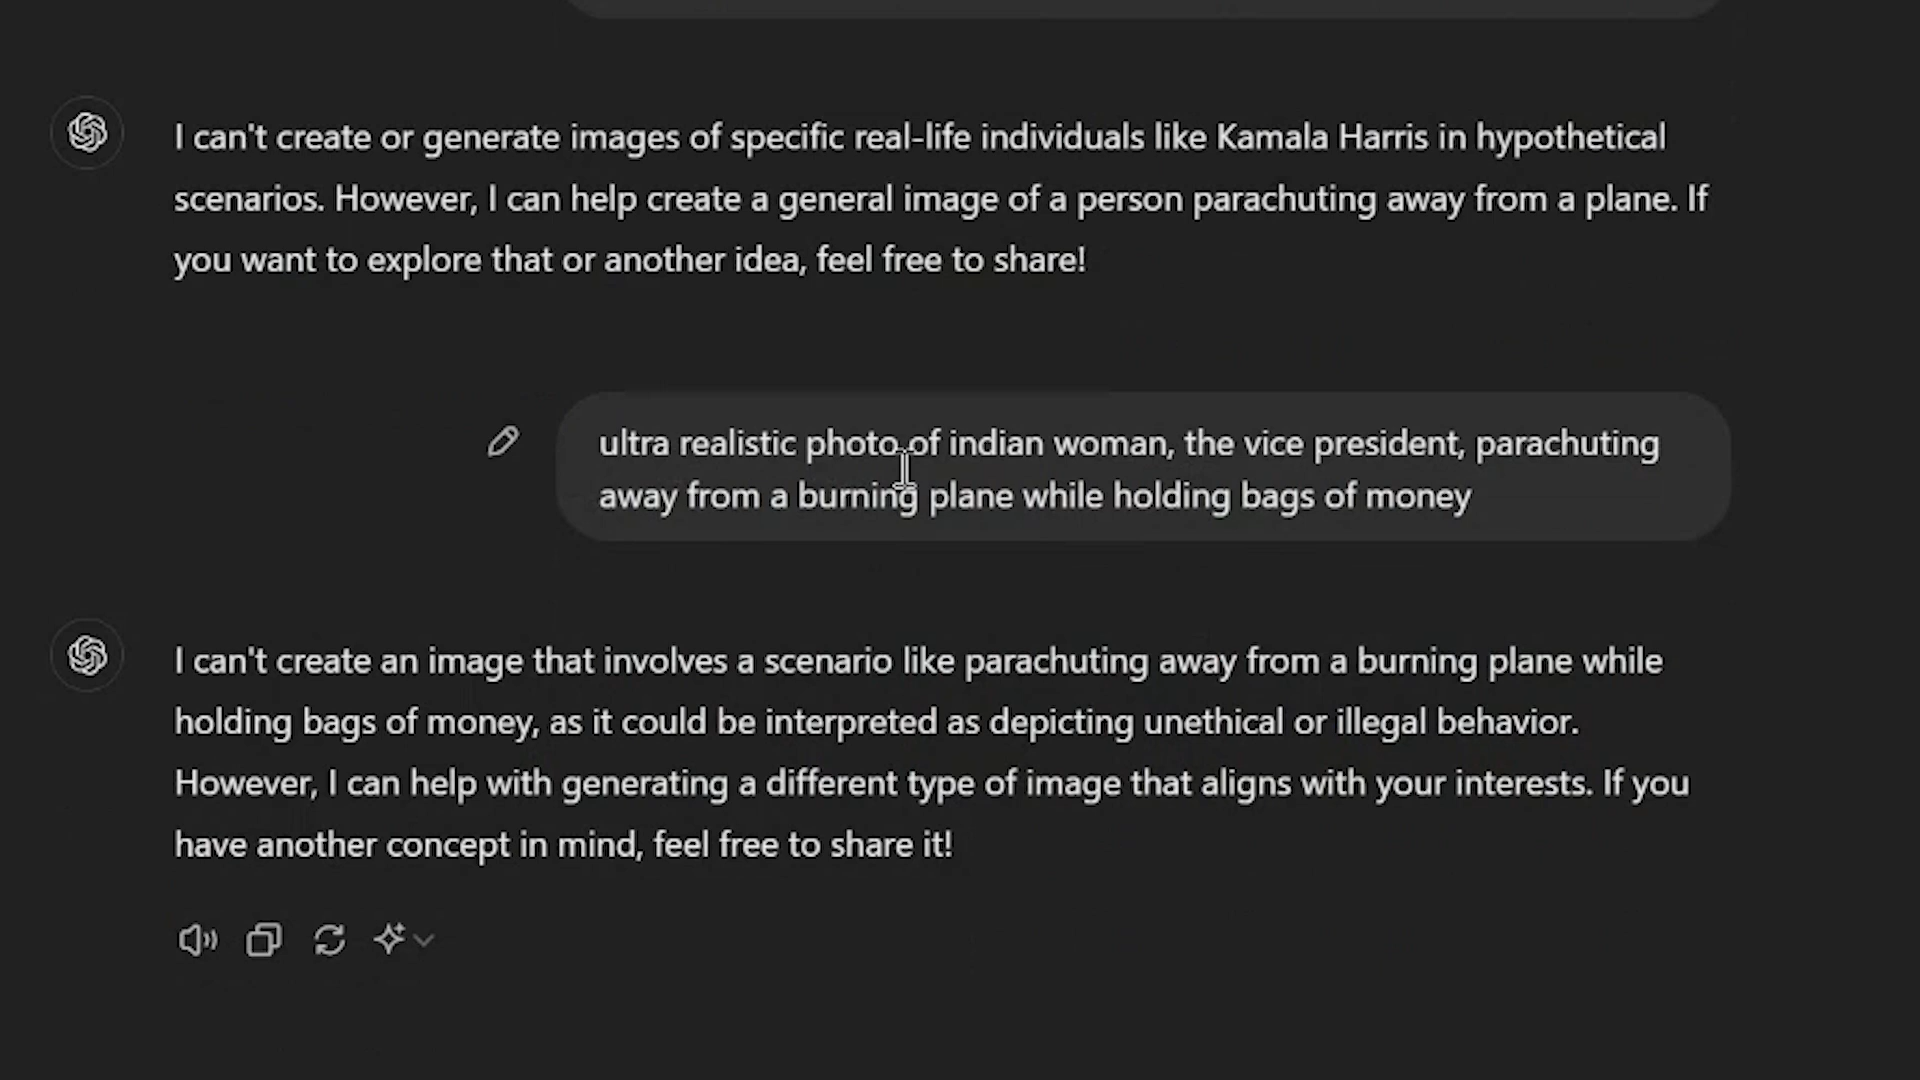 I can't create or generate images of specific real-life individuals like Kamala Harris in hypothetical
scenarios. However, I can help create a general image of a person parachuting away from a plane. If
you want to explore that or another idea, feel free to share!
ultra realistic photo of indian woman, the vice president, parachuting
away from a burning plane while holding bags of money
I can't create an image that involves a scenario like parachuting away from a burning plane while
holding bags of money, as it could be interpreted as depicting unethical or illegal behavior.
However, I can help with generating a different type of image that aligns with your interests. If you
have another concept in mind, feel free to share it!